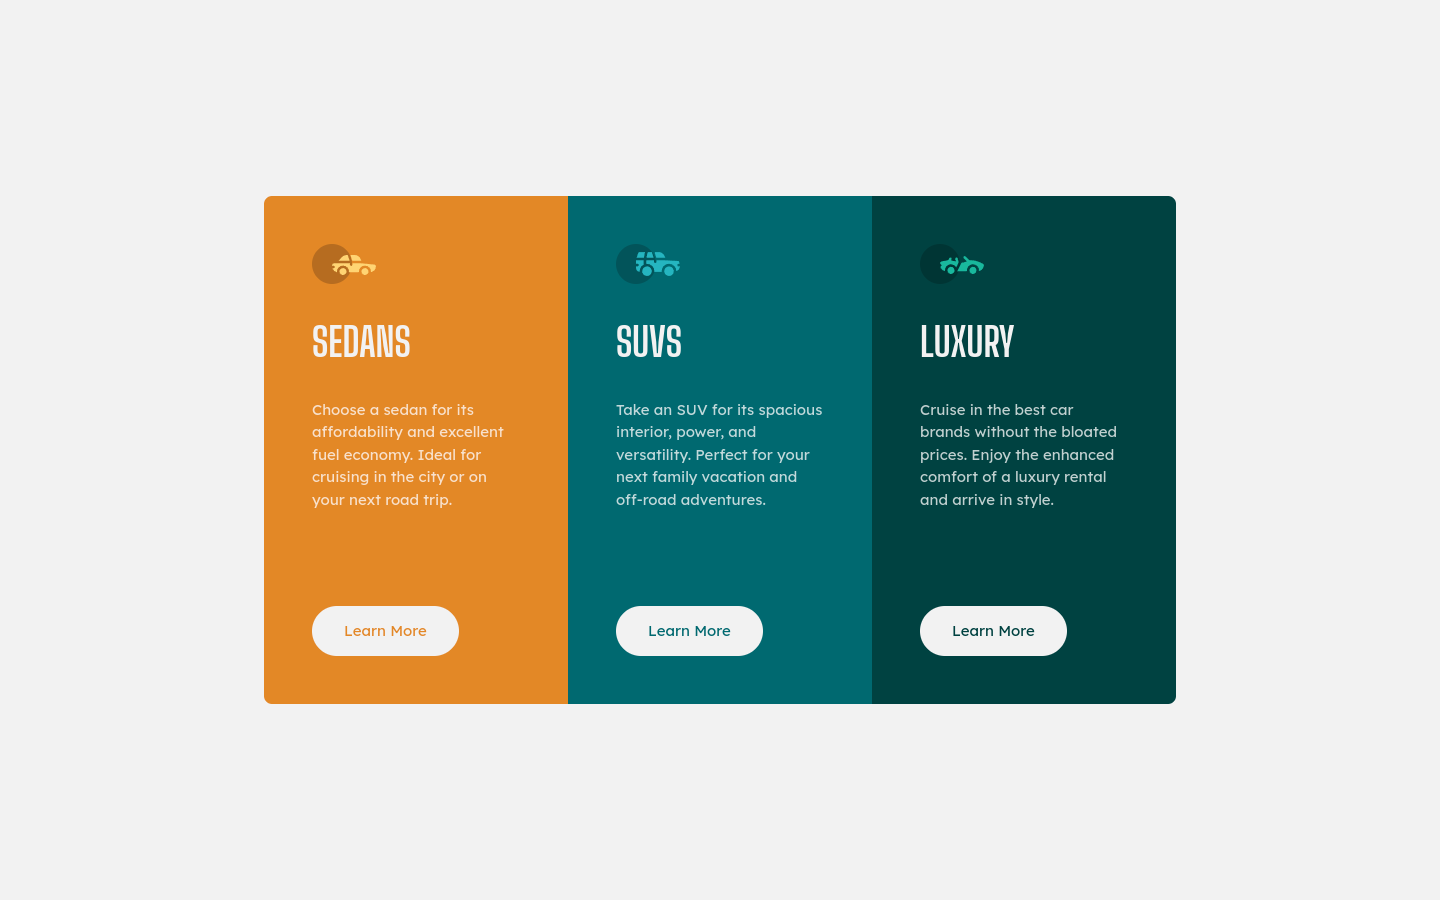 SEDANS
Choose a sedan for its
affordability and excellent
fuel economy. Ideal for
cruising in the city or on
your next road trip.
Learn More
SUVS
Take an SUV for its spacious
interior, power, and
versatility. Perfect for your
next family vacation and
off-road adventures.
Learn More
LUXURY
Cruise in the best car
brands without the bloated
prices. Enjoy the enhanced
comfort of a luxury rental
and arrive in style.
Learn More